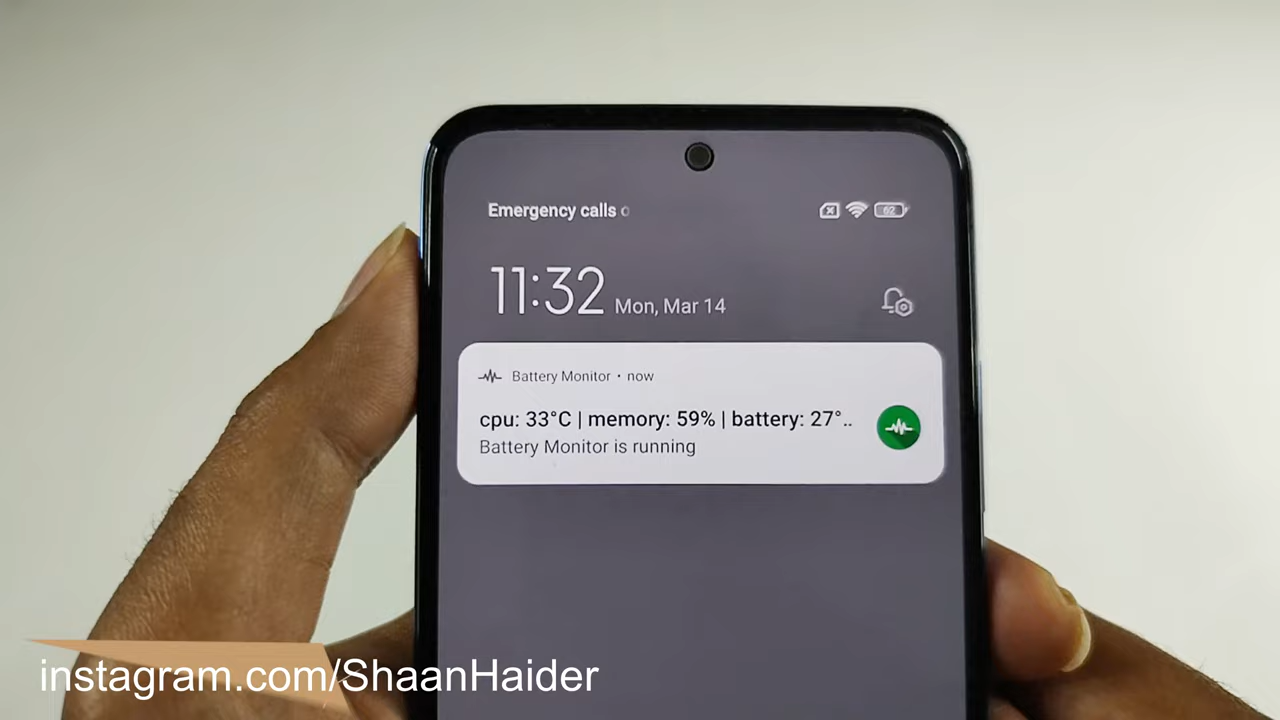 Emergency calls
62
11:32 Mon, Mar 14
Battery Monitor • now
cpu: 33°C | memory: 59% | battery: 27°..
Battery Monitor is running
instagram.com/ShaanHaider